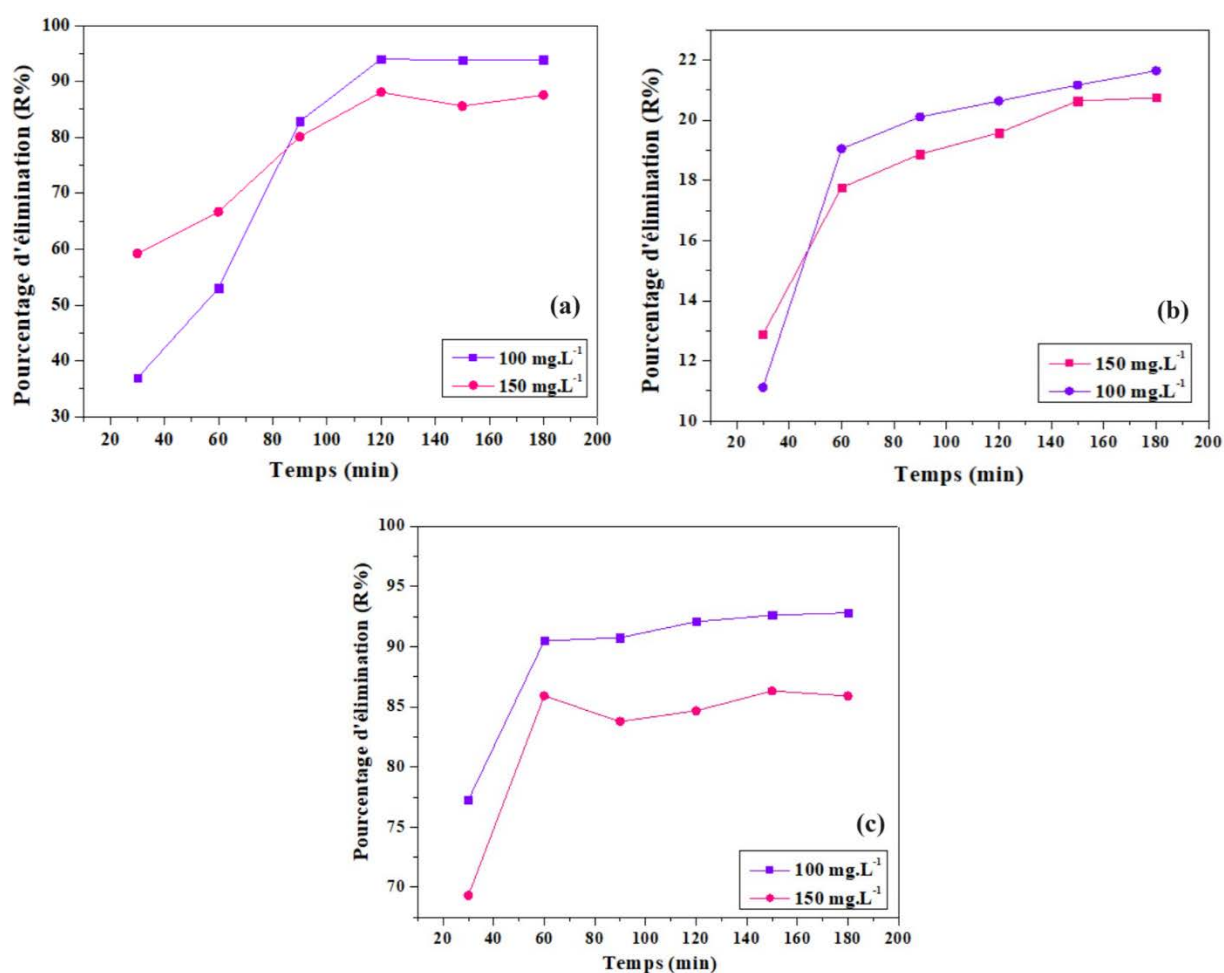 Pourcentage d'élimination (R%)
100
90
80
70
60
50
40
30
20 40 60 80 100 120 140 160 180 200
Temps (min)
(a)
100 mg.L⁻¹
150 mg.L⁻¹
Pourcentage d'élimination (R%)
22
20
18
16
14
12
10
20 40 60 80 100 120 140 160 180 200
Temps (min)
(b)
150 mg.L⁻¹
100 mg.L⁻¹
Pourcentage d'élimination (R%)
100
95
90
85
80
75
70
20 40 60 80 100 120 140 160 180 200
Temps (min)
(c)
100 mg.L⁻¹
150 mg.L⁻¹